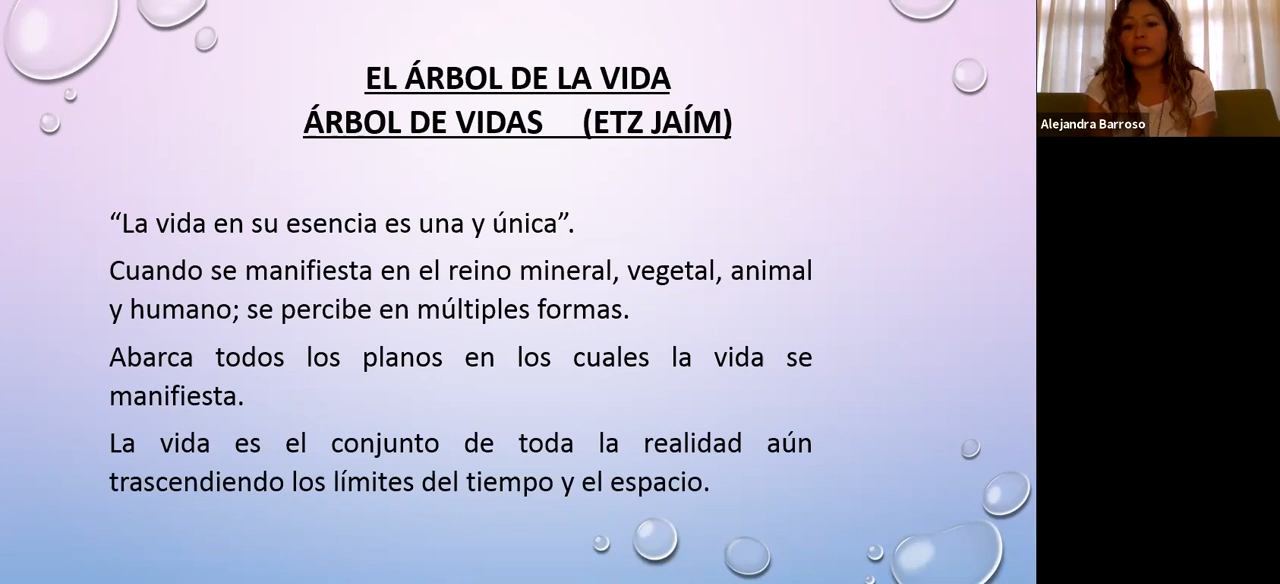 EL ÁRBOL DE LA VIDA
ÁRBOL DE VIDAS (ETZ JAÍM)
“La vida en su esencia es una y única”.
Cuando se manifiesta en el reino mineral, vegetal, animal
y humano; se percibe en múltiples formas.
Abarca todos los planos en los cuales la vida se
manifiesta.
La vida es el conjunto de toda la realidad aún
trascendiendo los límites del tiempo y el espacio.
Alejandra Barroso